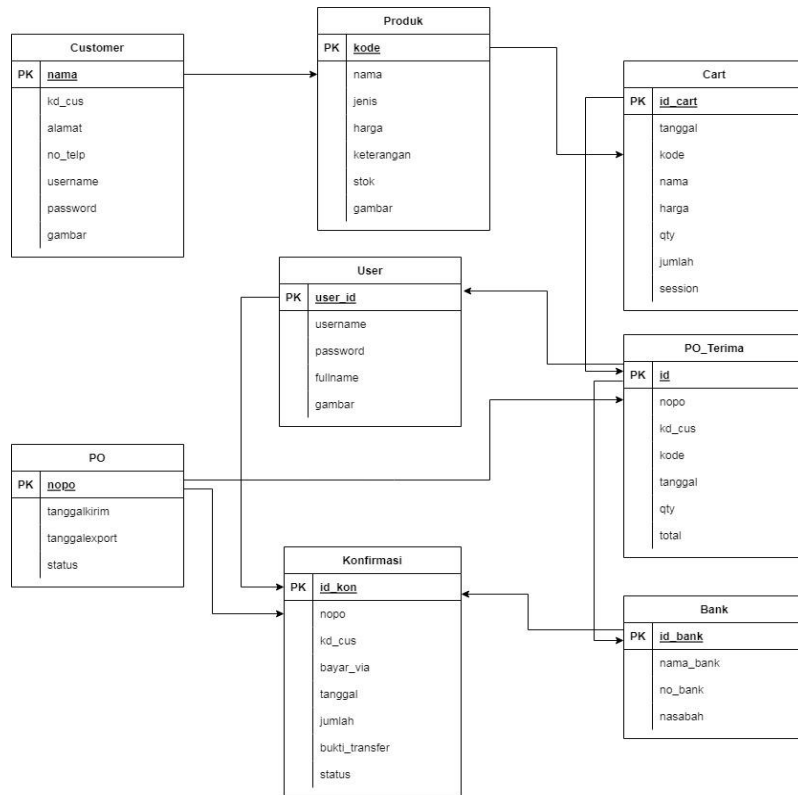 Customer
PK nama
kd_cus
alamat
no_telp
username
password
gambar
Produk
PK kode
nama
jenis
harga
keterangan
stok
gambar
Cart
PK id_cart
tanggal
kode
nama
harga
qty
jumlah
session
User
PK user_id
username
password
fullname
gambar
PO_Terima
PK id
nopo
kd_cus
kode
tanggal
qty
total
PO
PK nopo
tanggalkirim
tanggalexport
status
Konfirmasi
PK id_kon
nopo
kd_cus
bayar_via
tanggal
jumlah
bukti_transfer
status
Bank
PK id_bank
nama_bank
no_bank
nasabah